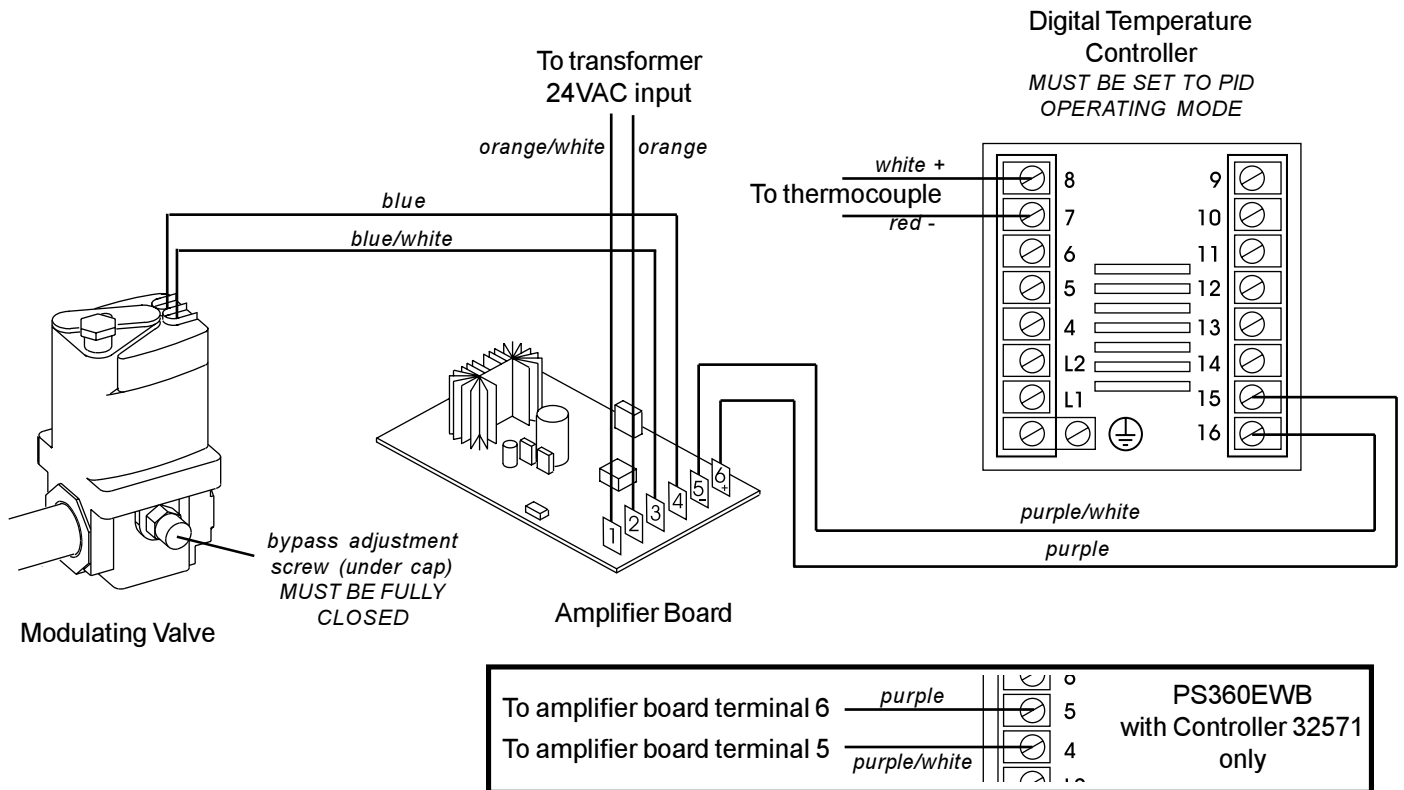 Digital Temperature
Controller
MUST BE SET TO PID
OPERATING MODE
To transformer
24VAC input
orange/white
orange
white +
To thermocouple
red -
blue
blue/white
8
7
6
5
4
L2
L1
9
10
11
12
13
14
15
16
1
2
3
4
5
-
6
+
purple/white
purple
bypass adjustment
screw (under cap)
MUST BE FULLY
CLOSED
Modulating Valve
Amplifier Board
To amplifier board terminal 6
purple
5
To amplifier board terminal 5
purple/white
4
PS360EWB
with Controller 32571
only